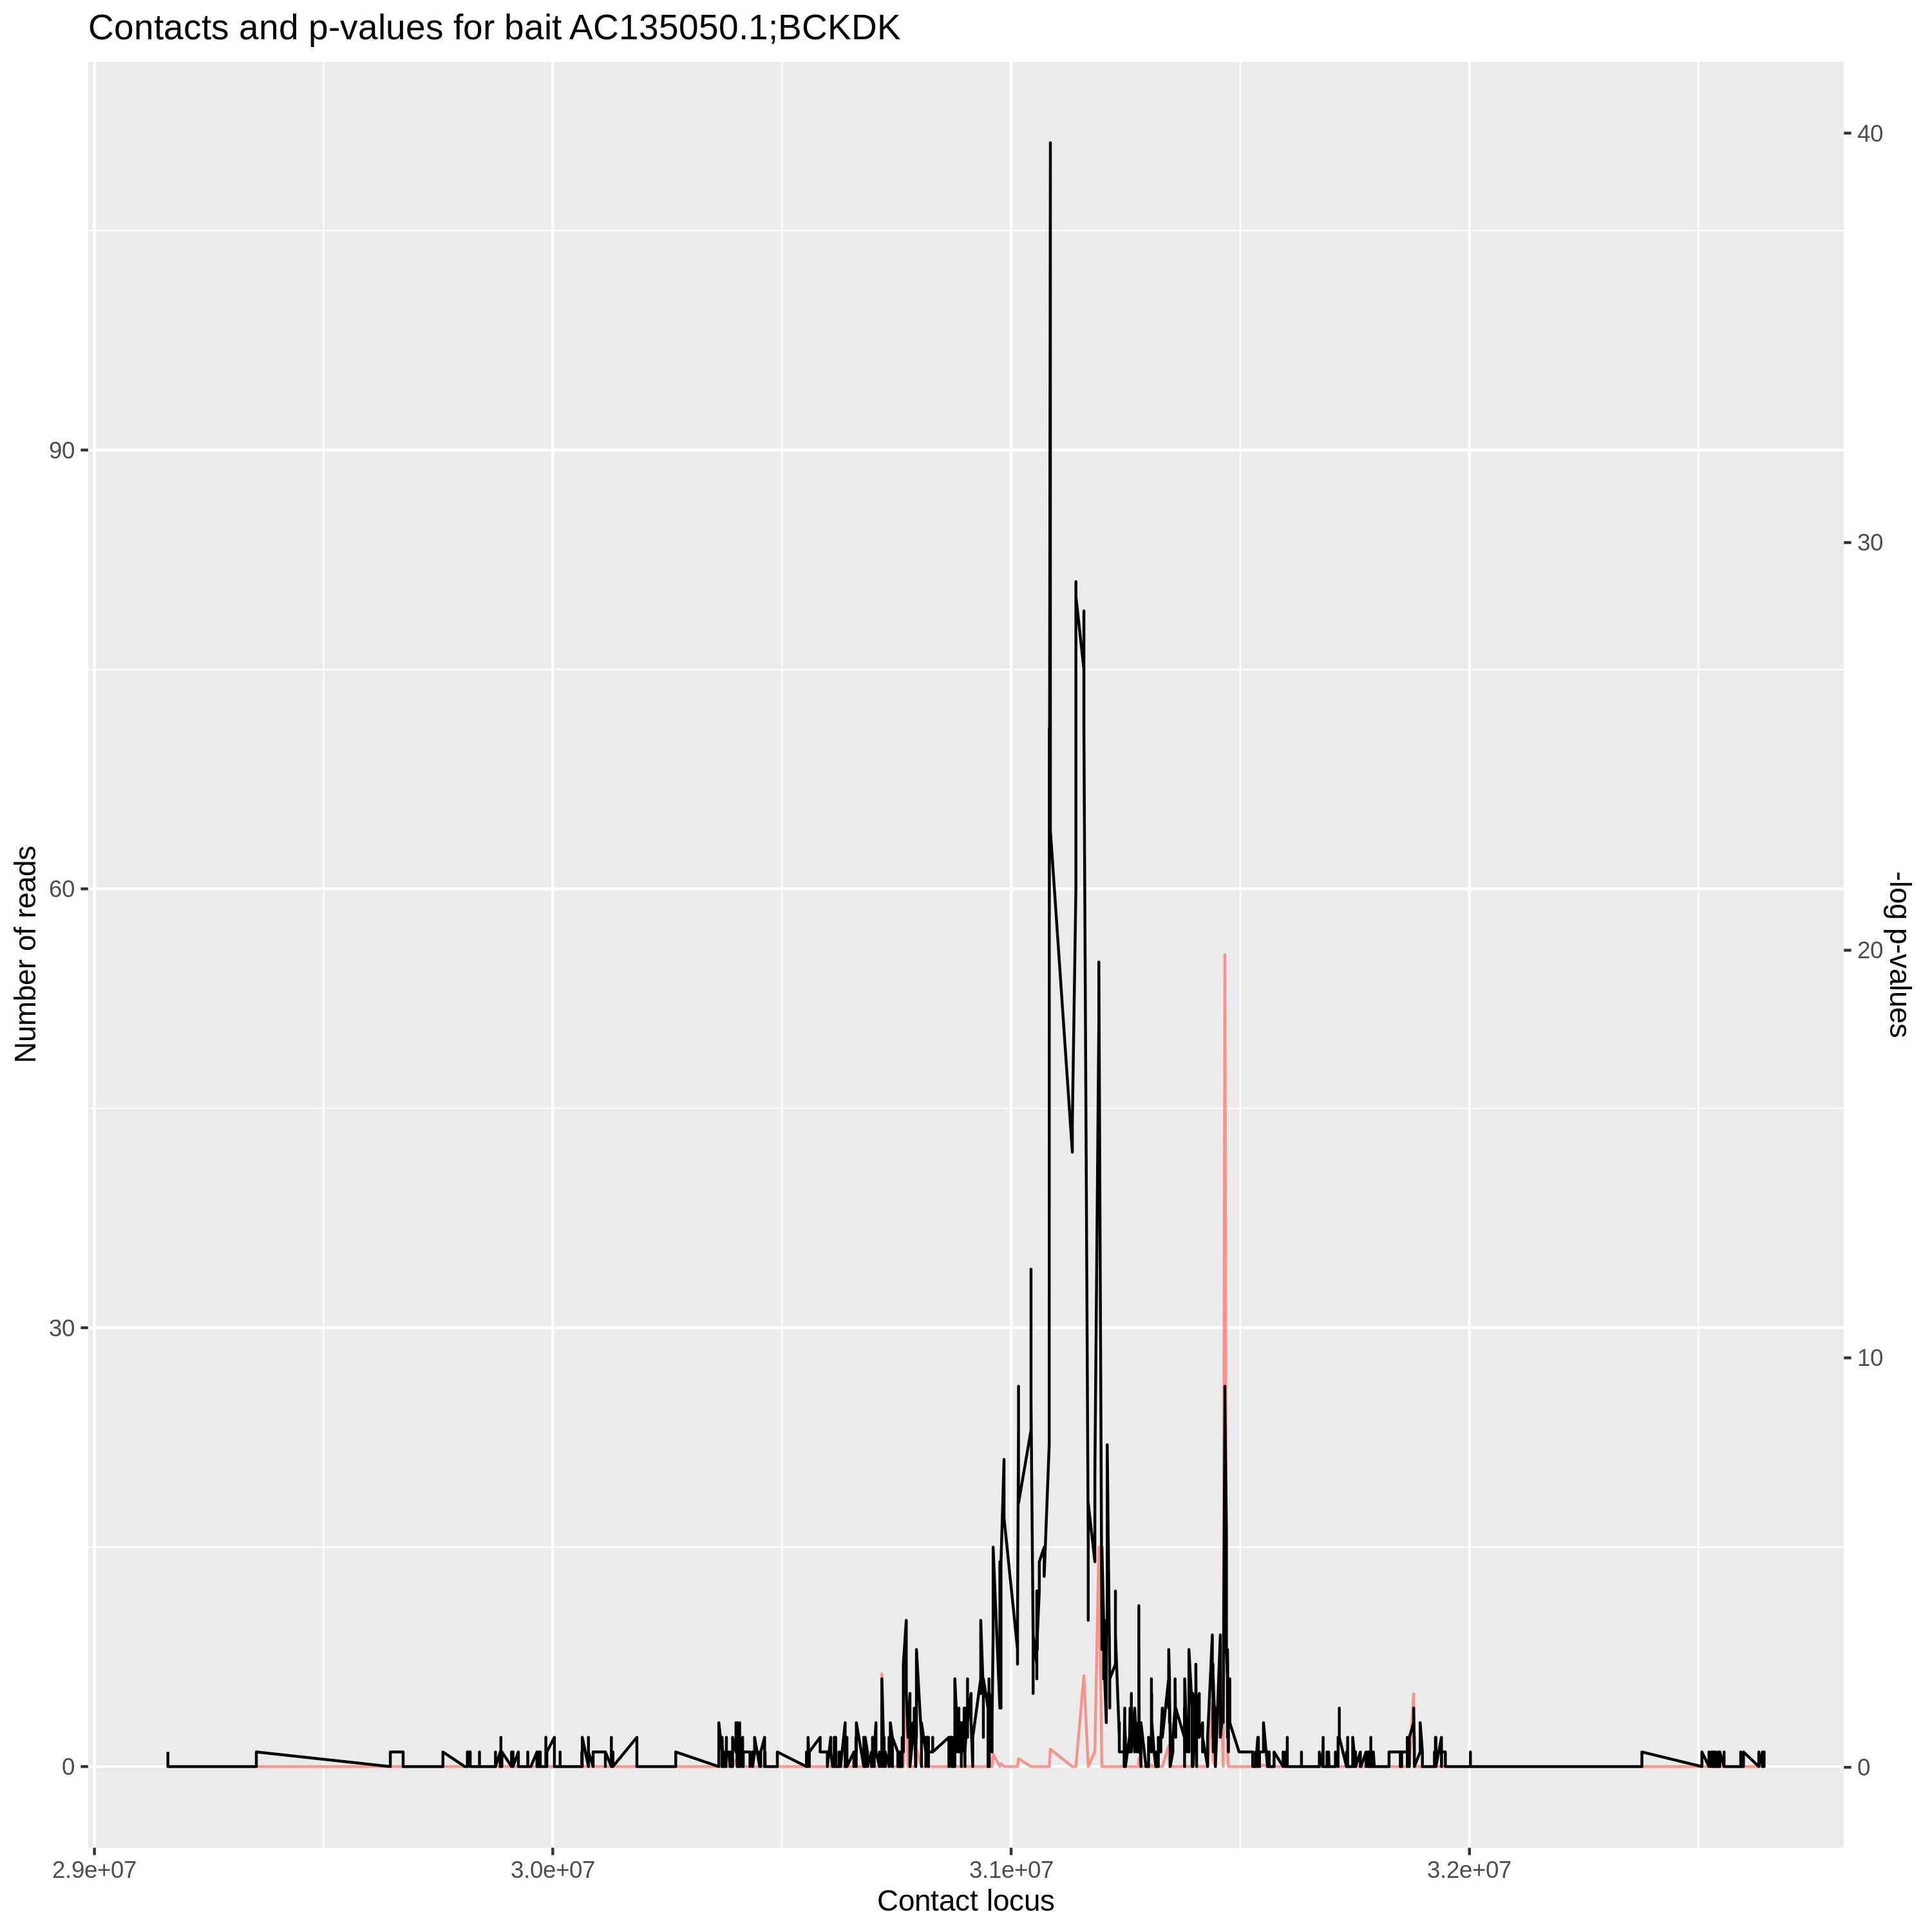 Contacts and p-values for bait AC135050.1;BCKDK
Number of reads
90
60
30
0
40
30
20
10
0
-log p-values
2.9e+07
3.0e+07
3.1e+07
3.2e+07
Contact locus